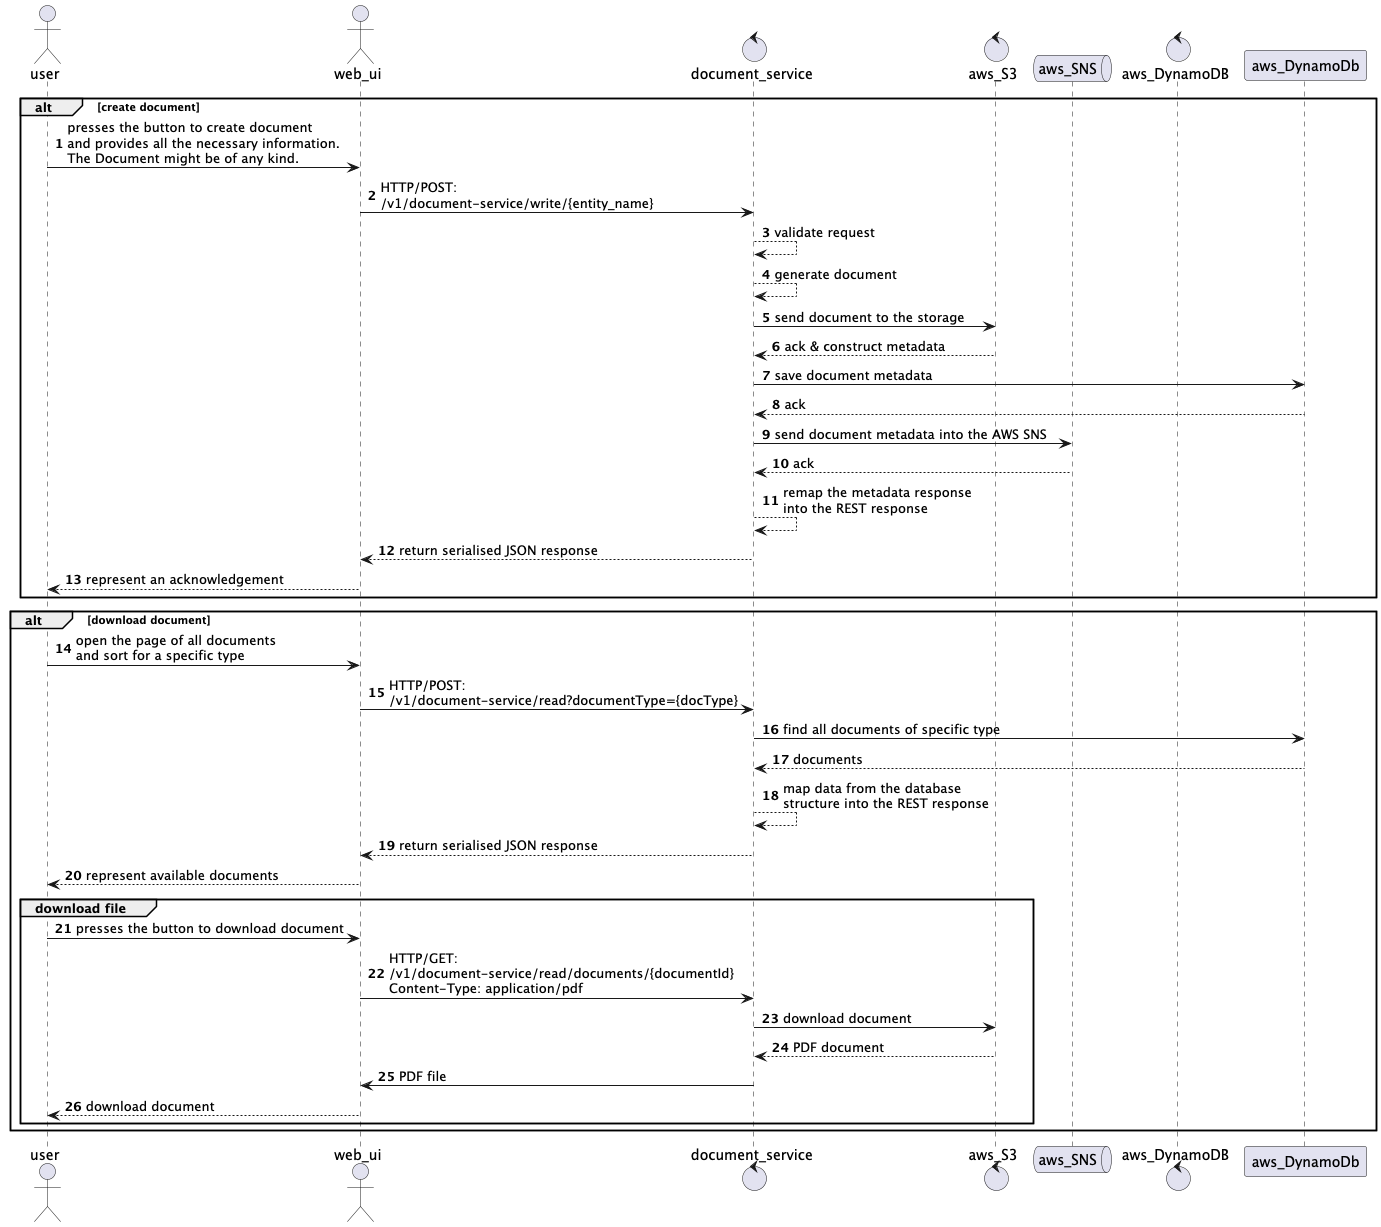 user
web_ui
document_service
aws_S3
aws_SNS
aws_DynamoDB
aws_DynamoDb
alt [create document]
presses the button to create document
1 and provides all the necessary information.
The Document might be of any kind.
HTTP/POST:
2 /v1/document-service/write/{entity_name}
3 validate request
4 generate document
5 send document to the storage
6 ack & construct metadata
7 save document metadata
8 ack
9 send document metadata into the AWS SNS
10 ack
11 remap the metadata response
into the REST response
12 return serialised JSON response
13 represent an acknowledgement
alt [download document]
14 open the page of all documents
and sort for a specific type
15 HTTP/POST:
/v1/document-service/read?documentType={docType}
16 find all documents of specific type
17 documents
18 map data from the database
structure into the REST response
19 return serialised JSON response
20 represent available documents
download file
21 presses the button to download document
HTTP/GET:
22 /v1/document-service/read/documents/{documentId}
Content-Type: application/pdf
23 download document
24 PDF document
25 PDF file
26 download document
user
web_ui
document_service
aws_S3
aws_SNS
aws_DynamoDB
aws_DynamoDb